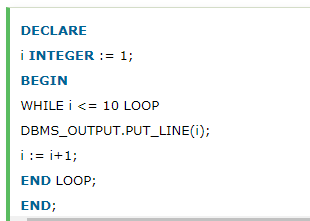 DECLARE
i INTEGER := 1;
BEGIN
WHILE i <= 10 LOOP
DBMS_OUTPUT.PUT_LINE(i);
i := i+1;
END LOOP;
END;